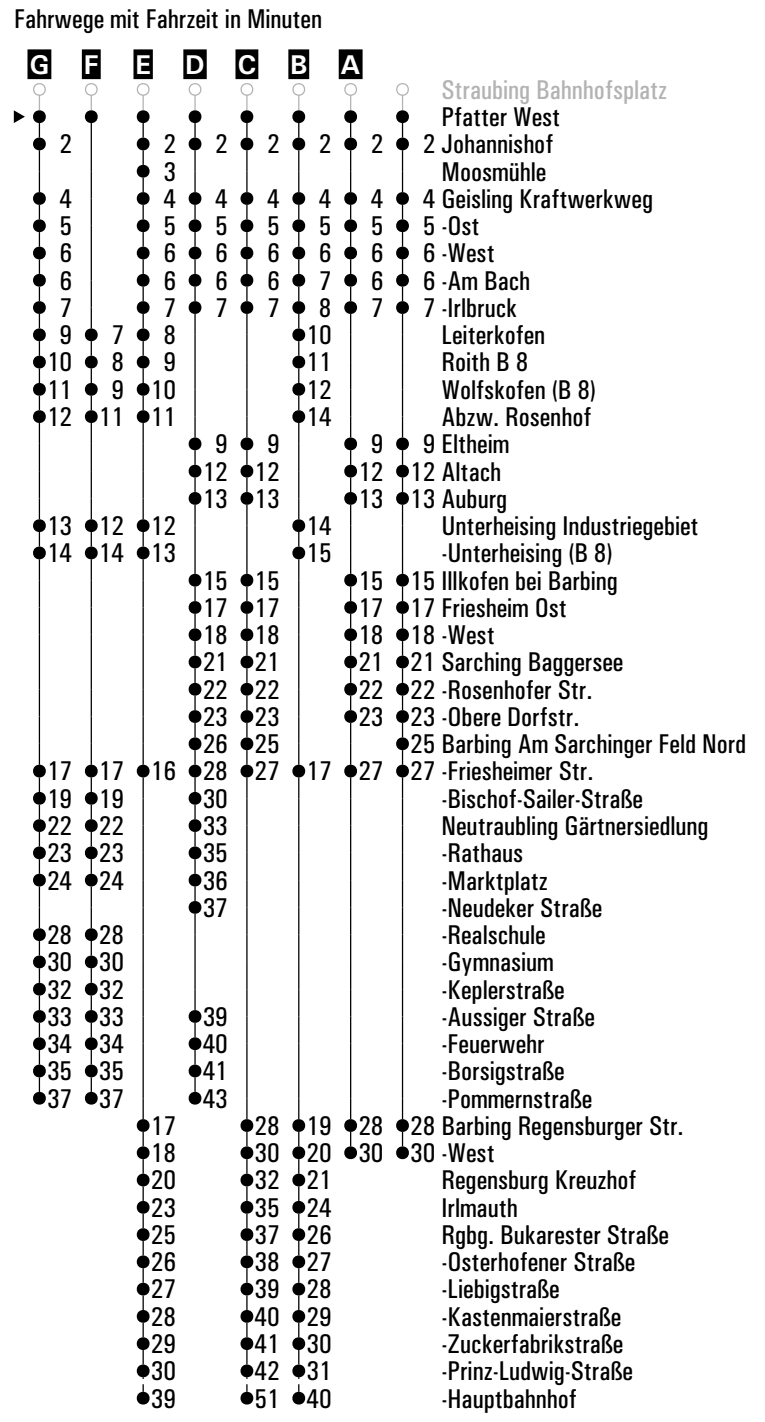 Fahrwege mit Fahrzeit in Minuten
G F E D C B A
Straubing Bahnhofsplatz
Pfatter West
2 2 2 2 2 2 2 Johannishof
3 Moosmühle
4 4 4 4 4 4 4 Geisling Kraftwerkweg
5 5 5 5 5 5 5 -Ost
6 6 6 6 6 6 6 -West
6 6 6 6 7 6 6 -Am Bach
7 7 7 7 8 7 7 -Irlbruck
9 7 8 10 Leiterkofen
10 8 9 11 Roith B 8
11 9 10 12 Wolfskofen (B 8)
12 11 11 14 Abzw. Rosenhof
9 9 9 9 Eltheim
12 12 12 12 Altach
13 13 13 13 Auburg
13 12 12 14 Unterheising Industriegebiet
14 14 13 15 -Unterheising (B 8)
15 15 15 15 Illkofen bei Barbing
17 17 17 17 Friesheim Ost
18 18 18 18 -West
21 21 21 21 Sarching Baggersee
22 22 22 22 -Rosenhofer Str.
23 23 23 23 -Obere Dorfstr.
26 25 25 Barbing Am Sarchinger Feld Nord
17 17 16 28 27 17 27 27 -Friesheimer Str.
19 19 30 -Bischof-Sailer-Straße
22 22 33 Neutraubling Gärtnersiedlung
23 23 35 -Rathaus
24 24 36 -Marktplatz
37 -Neudeker Straße
28 28 -Realschule
30 30 -Gymnasium
32 32 -Keplerstraße
33 33 39 -Aussiger Straße
34 34 40 -Feuerwehr
35 35 41 -Borsigstraße
37 37 43 -Pommernstraße
17 28 19 28 28 Barbing Regensburger Str.
18 30 20 30 30 -West
20 32 21 Regensburg Kreuzhof
23 35 24 Irlmauth
25 37 26 Rgbg. Bukarester Straße
26 38 27 -Osterhofener Straße
27 39 28 -Liebigstraße
28 40 29 -Kastenmaierstraße
29 41 30 -Zuckerfabrikstraße
30 42 31 -Prinz-Ludwig-Straße
39 51 40 -Hauptbahnhof